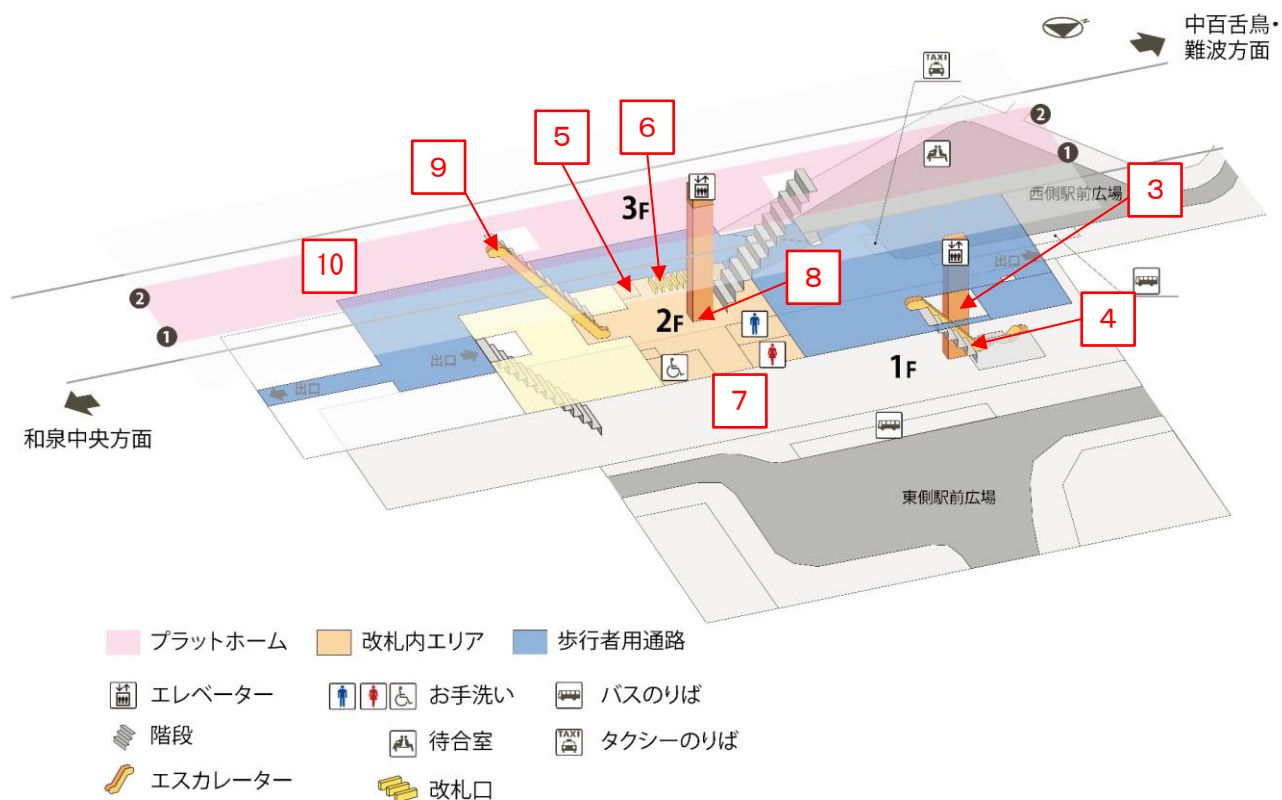 中百舌鳥・
難波方面
TAXI
2
6
5
1
9
3
西側駅前広場
3F
10
出口
8
2
2F
4
1
出口
1F
出口
7
和泉中央方面
東側駅前広場
プラットホーム 改札内エリア 歩行者用通路
エレベーター お手洗い バスのりば
階段 待合室 TAXI タクシーのりば
エスカレーター 改札口